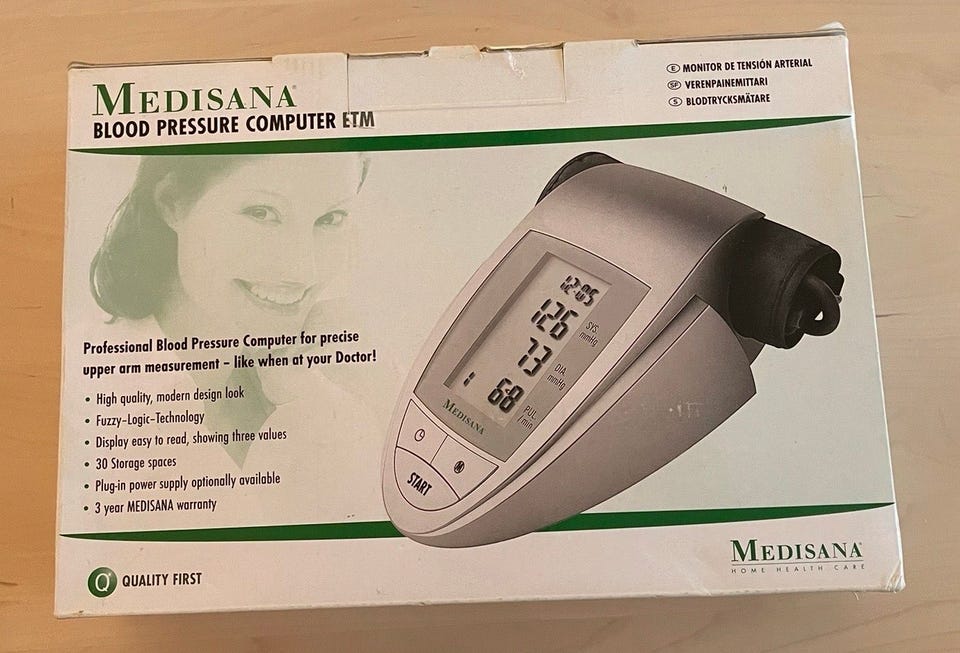 MEDISANA®
BLOOD PRESSURE COMPUTER ETM
E MONITOR DE TENSIÓN ARTERIAL
SF VERENPAINEMITTARI
S BLODTRYCKSMÄTARE
Professional Blood Pressure Computer for precise
upper arm measurement – like when at your Doctor!
• High quality, modern design look
• Fuzzy-Logic-Technology
• Display easy to read, showing three values
• 30 Storage spaces
• Plug-in power supply optionally available
• 3 year MEDISANA warranty
12:05
126 SYS. mmHg
73 DIA. mmHg
1 68 PUL. /min
MEDISANA
M
START
Q QUALITY FIRST
MEDISANA®
HOME HEALTH CARE